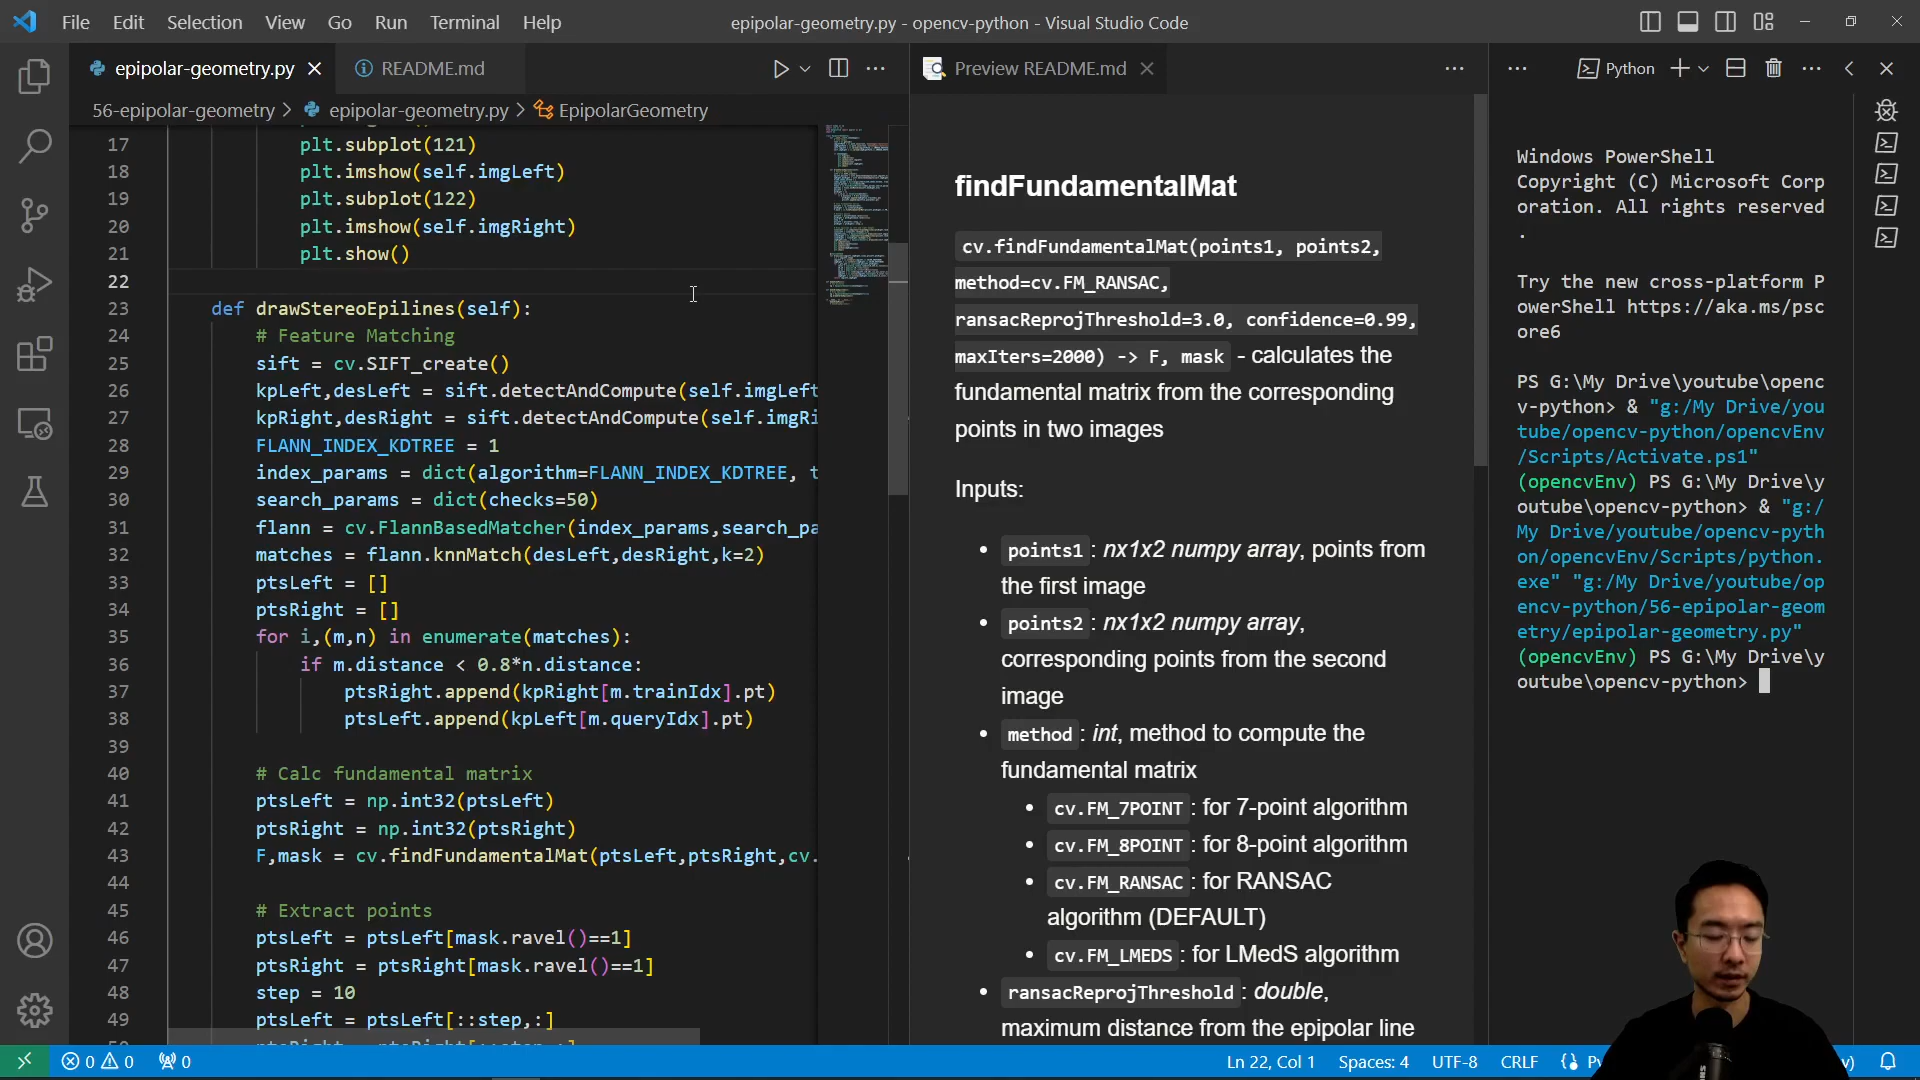 File Edit Selection View Go Run Terminal Help
epipolar-geometry.py - opencv-python - Visual Studio Code
epipolar-geometry.py
README.md
56-epipolar-geometry > epipolar-geometry.py > EpipolarGeometry
17 plt.subplot(121)
18 plt.imshow(self.imgLeft)
19 plt.subplot(122)
20 plt.imshow(self.imgRight)
21 plt.show()
22
23 def drawStereoEpilines(self):
24 # Feature Matching
25 sift = cv.SIFT_create()
26 kpLeft,desLeft = sift.detectAndCompute(self.imgLeft
27 kpRight,desRight = sift.detectAndCompute(self.imgRi
28 FLANN_INDEX_KDTREE = 1
29 index_params = dict(algorithm=FLANN_INDEX_KDTREE, t
30 search_params = dict(checks=50)
31 flann = cv.FlannBasedMatcher(index_params,search_pa
32 matches = flann.knnMatch(desLeft,desRight,k=2)
33 ptsLeft = []
34 ptsRight = []
35 for i,(m,n) in enumerate(matches):
36 if m.distance < 0.8*n.distance:
37 ptsRight.append(kpRight[m.trainIdx].pt)
38 ptsLeft.append(kpLeft[m.queryIdx].pt)
39
40 # Calc fundamental matrix
41 ptsLeft = np.int32(ptsLeft)
42 ptsRight = np.int32(ptsRight)
43 F,mask = cv.findFundamentalMat(ptsLeft,ptsRight,cv.
44
45 # Extract points
46 ptsLeft = ptsLeft[mask.ravel()==1]
47 ptsRight = ptsRight[mask.ravel()==1]
48 step = 10
49 ptsLeft = ptsLeft[::step,:]
Preview README.md
findFundamentalMat
cv.findFundamentalMat(points1, points2,
method=cv.FM_RANSAC,
ransacReprojThreshold=3.0, confidence=0.99,
maxIters=2000) -> F, mask - calculates the
fundamental matrix from the corresponding
points in two images
Inputs:
• points1 : nx1x2 numpy array, points from
the first image
• points2 : nx1x2 numpy array,
corresponding points from the second
image
• method : int, method to compute the
fundamental matrix
• cv.FM_7POINT : for 7-point algorithm
• cv.FM_8POINT : for 8-point algorithm
• cv.FM_RANSAC : for RANSAC
algorithm (DEFAULT)
• cv.FM_LMEDS : for LMedS algorithm
• ransacReprojThreshold : double,
maximum distance from the epipolar line
Python
Windows PowerShell
Copyright (C) Microsoft Corp
oration. All rights reserved
.
Try the new cross-platform P
owerShell https://aka.ms/psc
ore6
PS G:\My Drive\youtube\openc
v-python> & "g:/My Drive/you
tube/opencv-python/opencvEnv
/Scripts/Activate.ps1"
(opencvEnv) PS G:\My Drive\y
outube\opencv-python> & "g:/
My Drive/youtube/opencv-pyth
on/opencvEnv/Scripts/python.
exe" "g:/My Drive/youtube/op
encv-python/56-epipolar-geom
etry/epipolar-geometry.py"
(opencvEnv) PS G:\My Drive\y
outube\opencv-python>
0 0 0 Ln 22, Col 1 Spaces: 4 UTF-8 CRLF